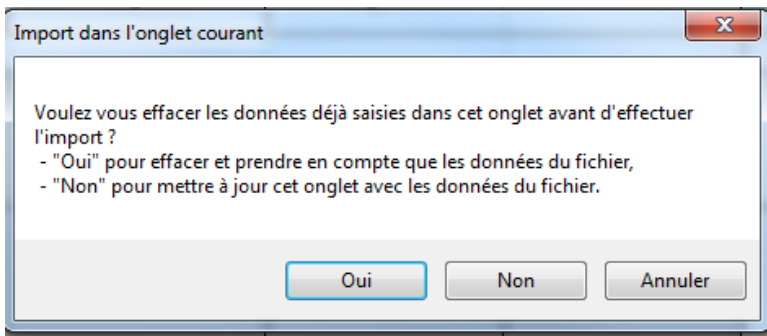 Import dans l'onglet courant
Voulez vous effacer les données déjà saisies dans cet onglet avant d'effectuer
l'import ?
- "Oui" pour effacer et prendre en compte que les données du fichier,
- "Non" pour mettre à jour cet onglet avec les données du fichier.
Oui Non Annuler